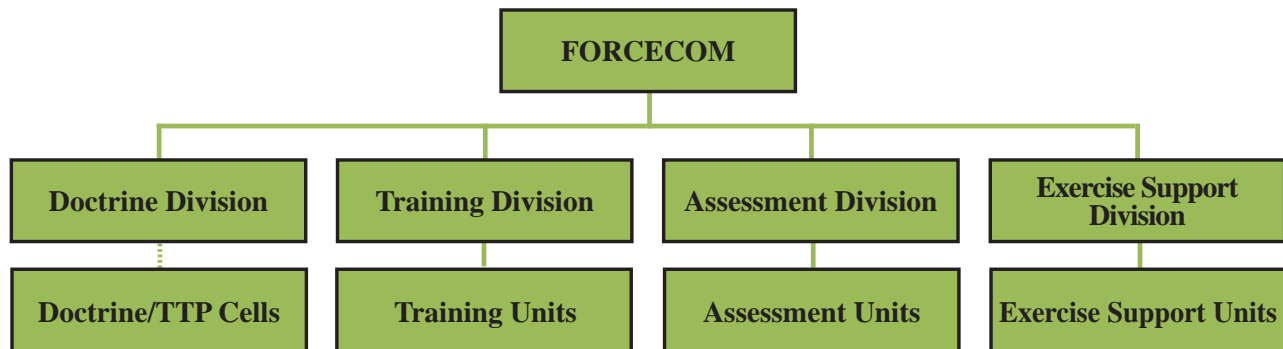 FORCECOM
Doctrine Division
Training Division
Assessment Division
Exercise Support
Division
Doctrine/TTP Cells
Training Units
Assessment Units
Exercise Support Units